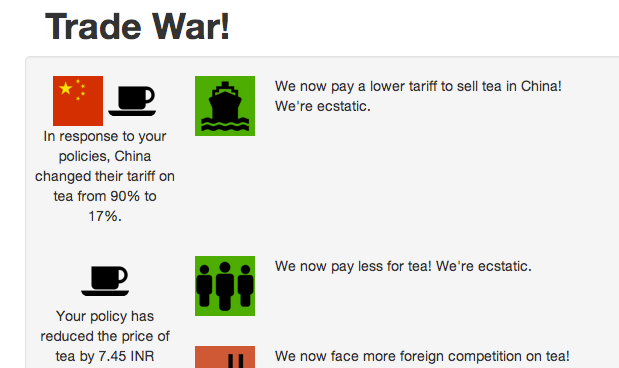 Trade War!
In response to your
policies, China
changed their tariff on
tea from 90% to
17%.
We now pay a lower tariff to sell tea in China!
We're ecstatic.
Your policy has
reduced the price of
tea by 7.45 INR
We now pay less for tea! We're ecstatic.
We now face more foreign competition on tea!